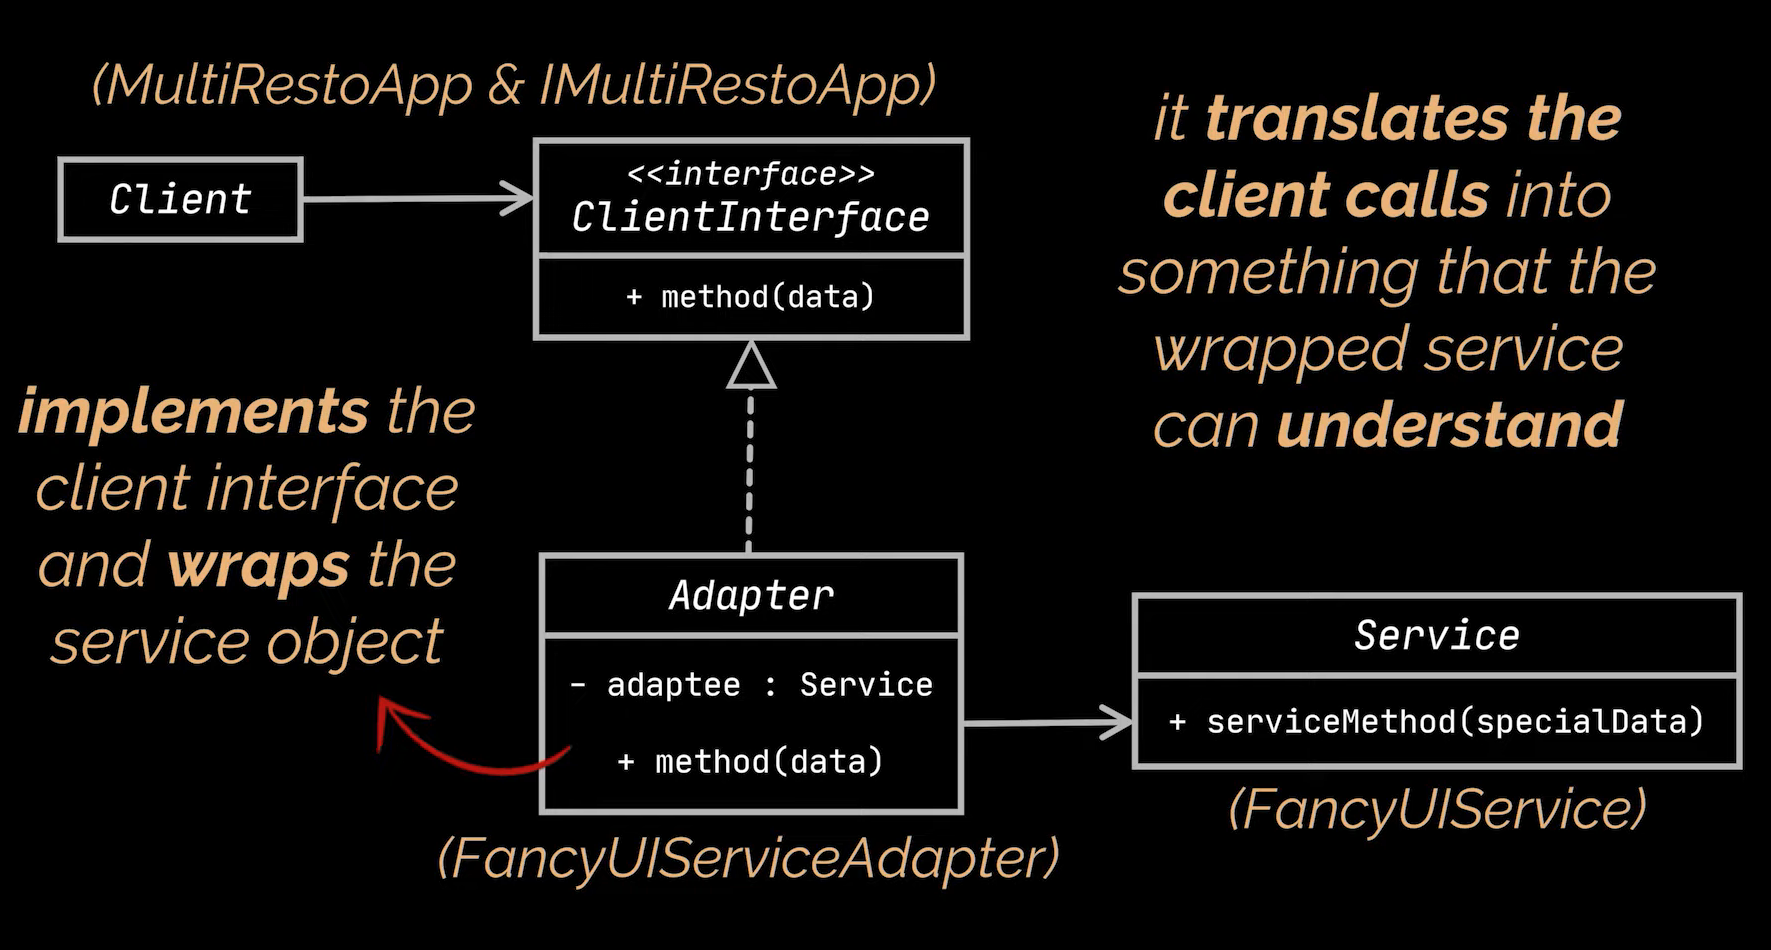 (MultiRestoApp & IMultiRestoApp)
Client
<<interface>>
ClientInterface
+ method(data)
it translates the
client calls into
something that the
wrapped service
can understand
implements the
client interface
and wraps the
service object
Adapter
- adaptee : Service
+ method(data)
(FancyUIServiceAdapter)
Service
+ serviceMethod(specialData)
(FancyUIService)